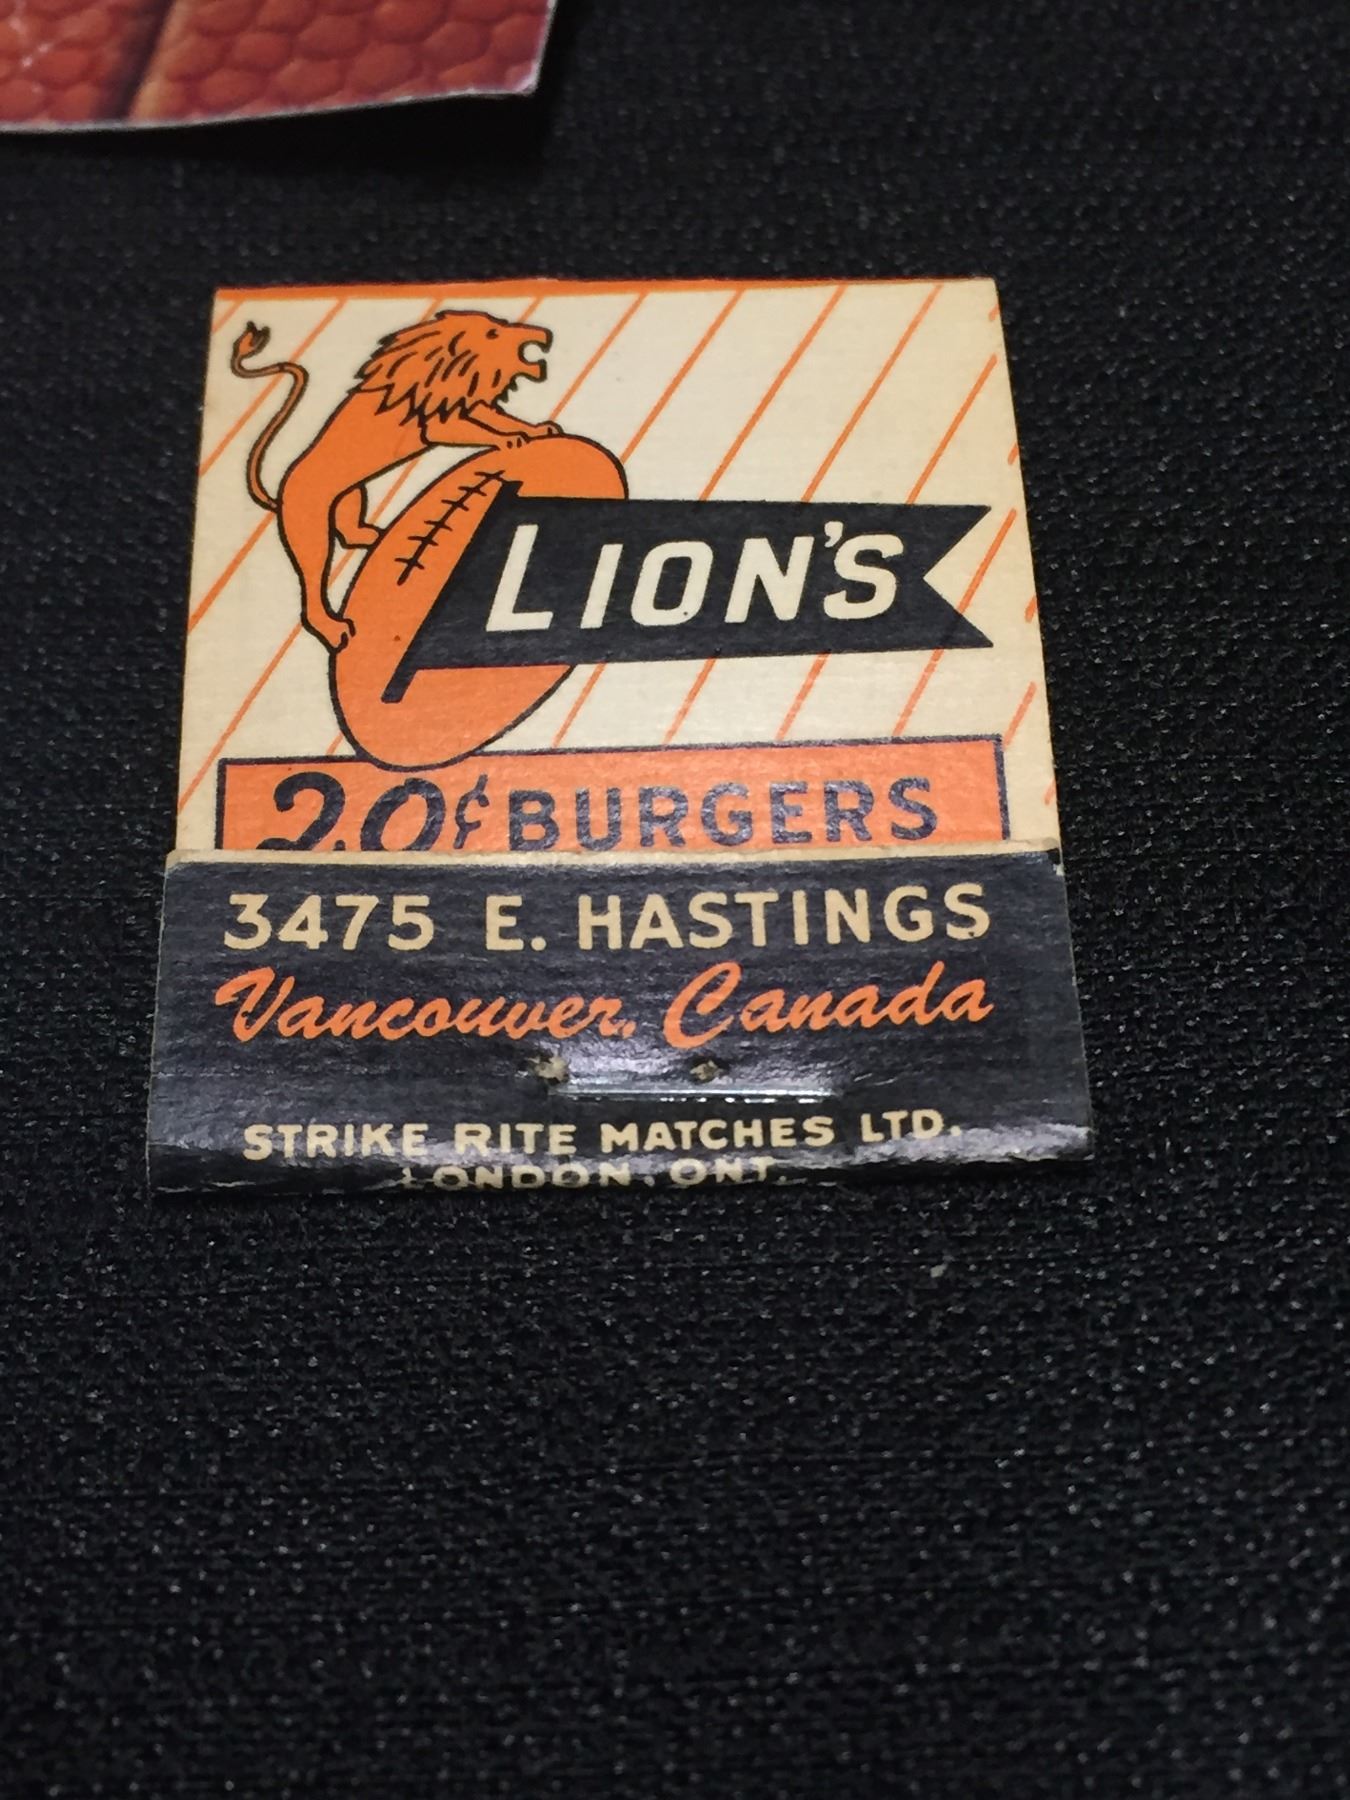 LION'S
20¢ BURGERS
3475 E. HASTINGS
Vancouver, Canada
STRIKE RITE MATCHES LTD.
LONDON, ONT.